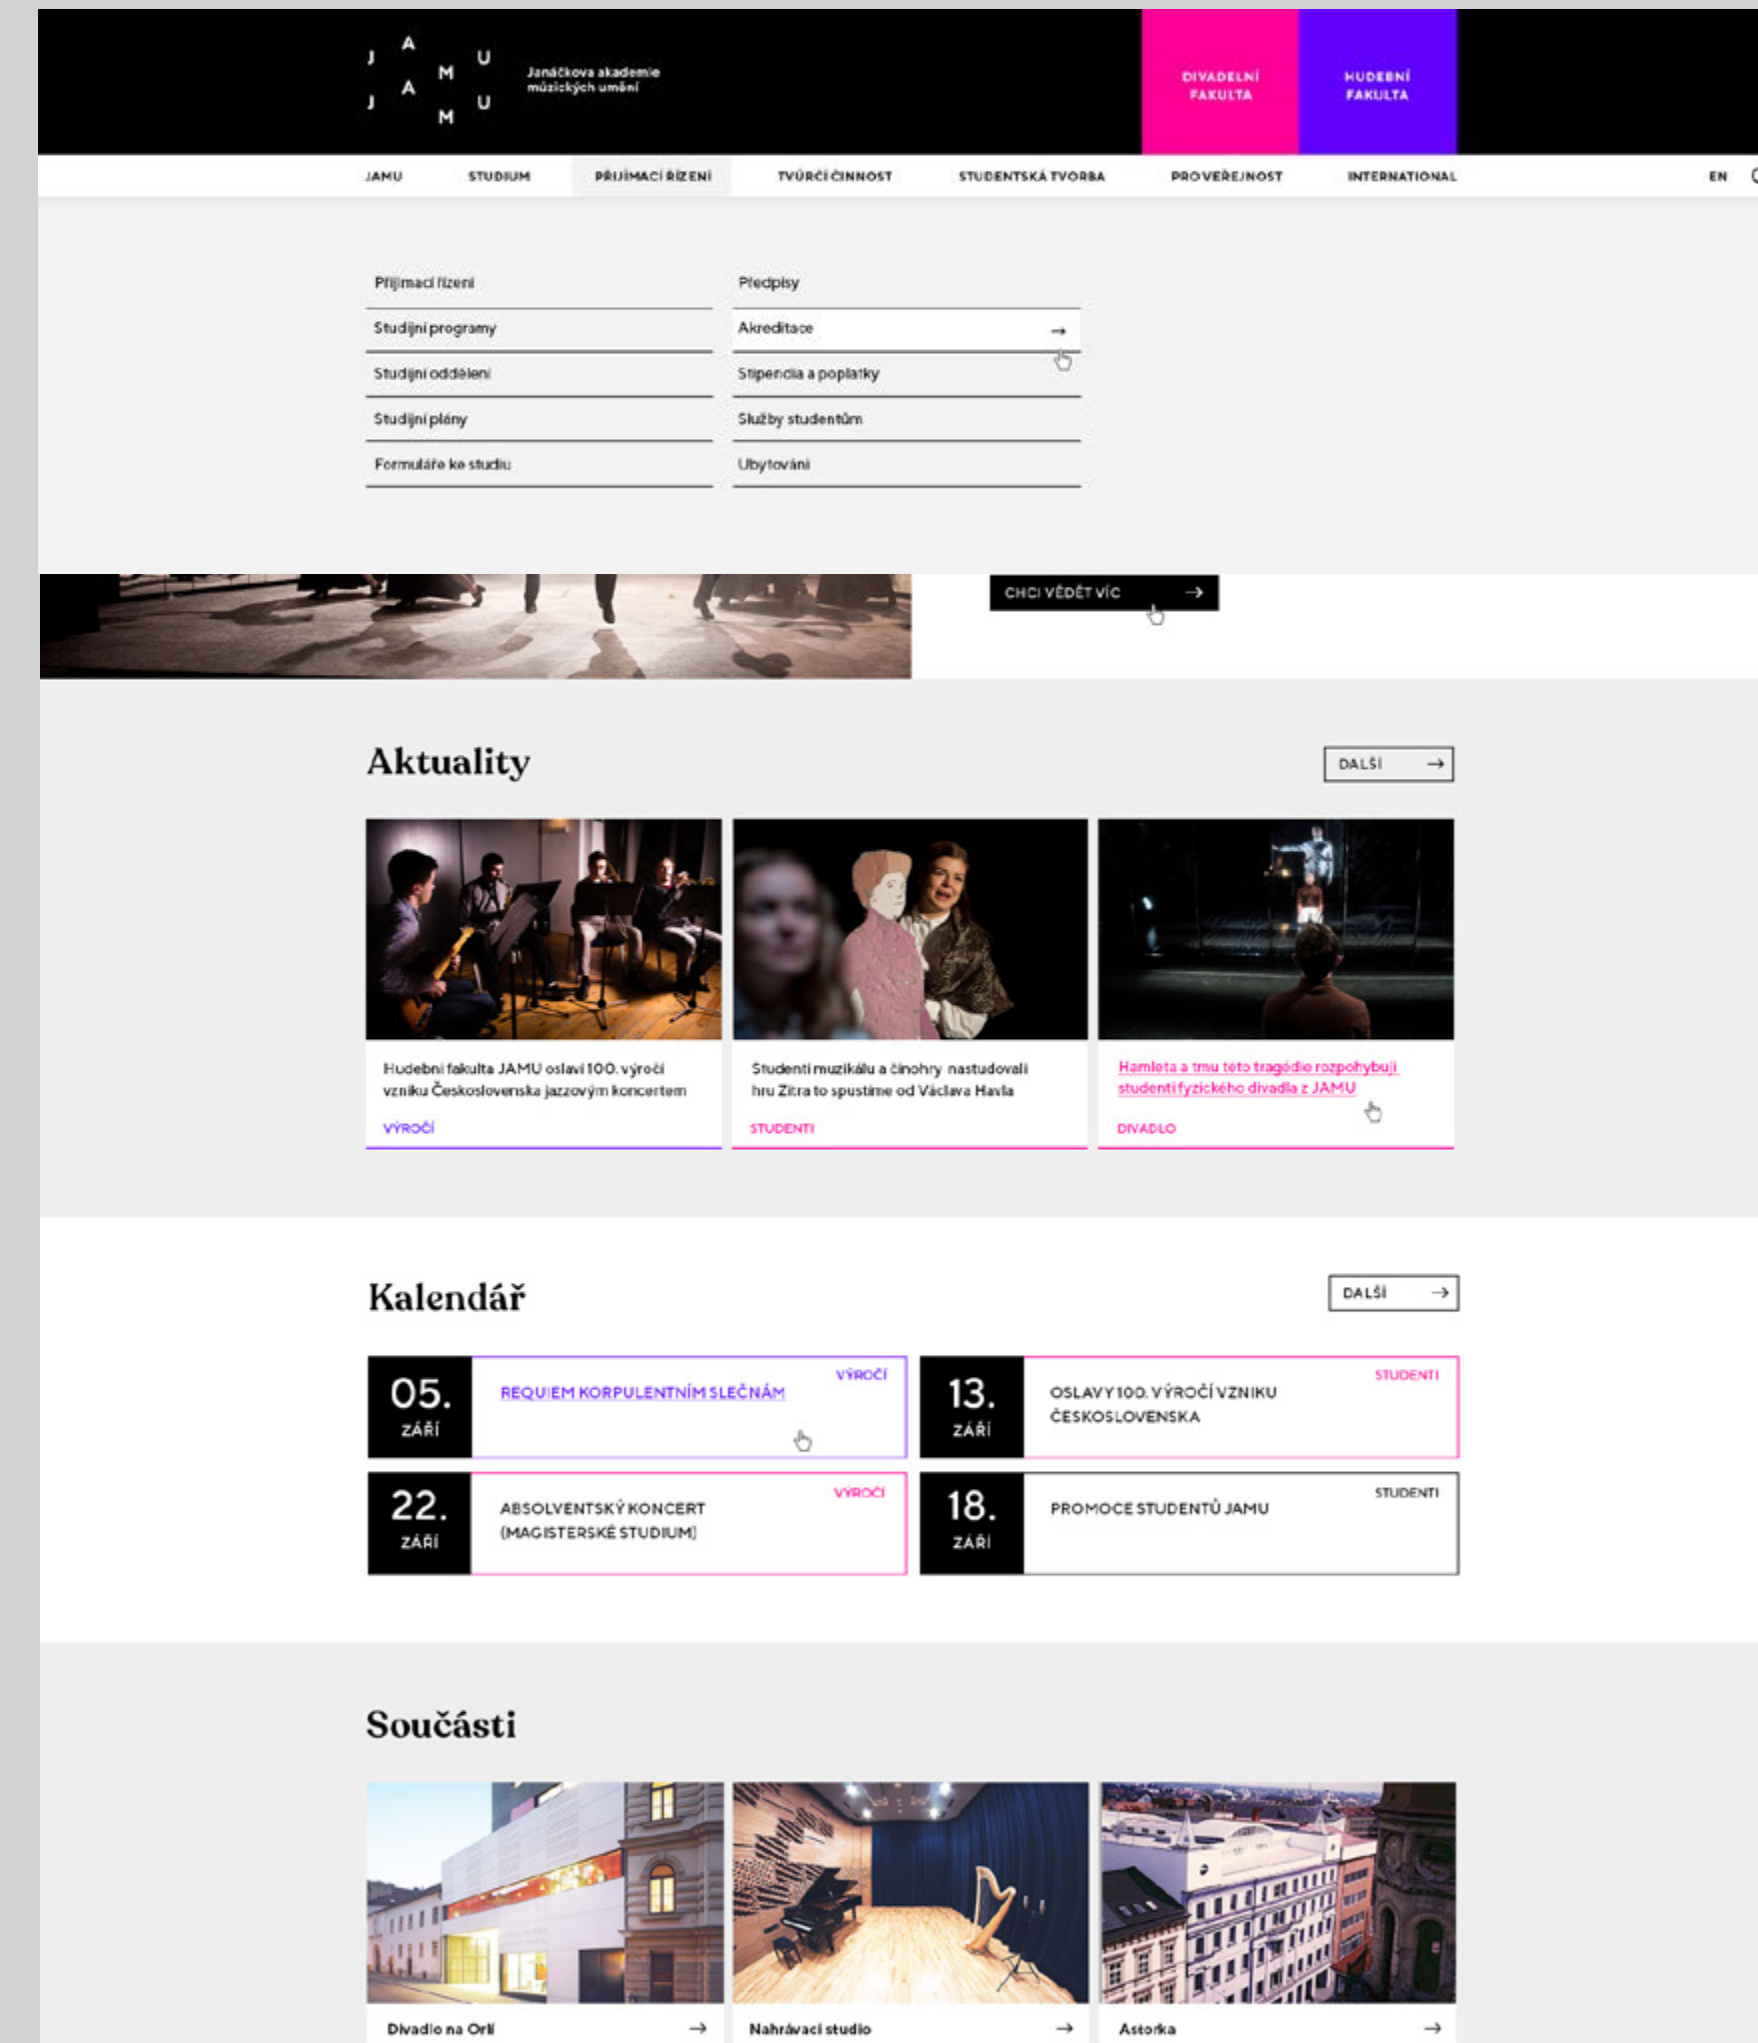 J A M U
J A M U
Janáčkova akademie
múzických umění
DIVADELNÍ
FAKULTA
HUDEBNÍ
FAKULTA
JAMU
STUDIUM
PŘIJÍMACÍ ŘÍZENÍ
TVŮRČÍ ČINNOST
STUDENTSKÁ TVORBA
PRO VEŘEJNOST
INTERNATIONAL
EN
Přijímací řízení
Studijní programy
Studijní oddělení
Studijní plány
Formuláře ke studiu
Předpisy
Akreditace →
Stipendia a poplatky
Služby studentům
Ubytování
CHCI VĚDĚT VÍC →
Aktuality
DALŠÍ →
Hudební fakulta JAMU oslaví 100. výročí
vzniku Československa jazzovým koncertem
VÝROČÍ
Studenti muzikálu a činohry nastudovali
hru Zítra to spustíme od Václava Havla
STUDENTI
Hamleta a tmu této tragédie rozpohybují
studenti fyzického divadla z JAMU
DIVADLO
Kalendář
DALŠÍ →
05.
ZÁŘÍ
REQUIEM KORPULENTNÍM SLEČNÁM
VÝROČÍ
13.
ZÁŘÍ
OSLAVY 100. VÝROČÍ VZNIKU
ČESKOSLOVENSKA
STUDENTI
22.
ZÁŘÍ
ABSOLVENTSKÝ KONCERT
(MAGISTERSKÉ STUDIUM)
VÝROČÍ
18.
ZÁŘÍ
PROMOCE STUDENTŮ JAMU
STUDENTI
Součásti
Divadlo na Orlí →
Nahrávací studio →
Astorka →